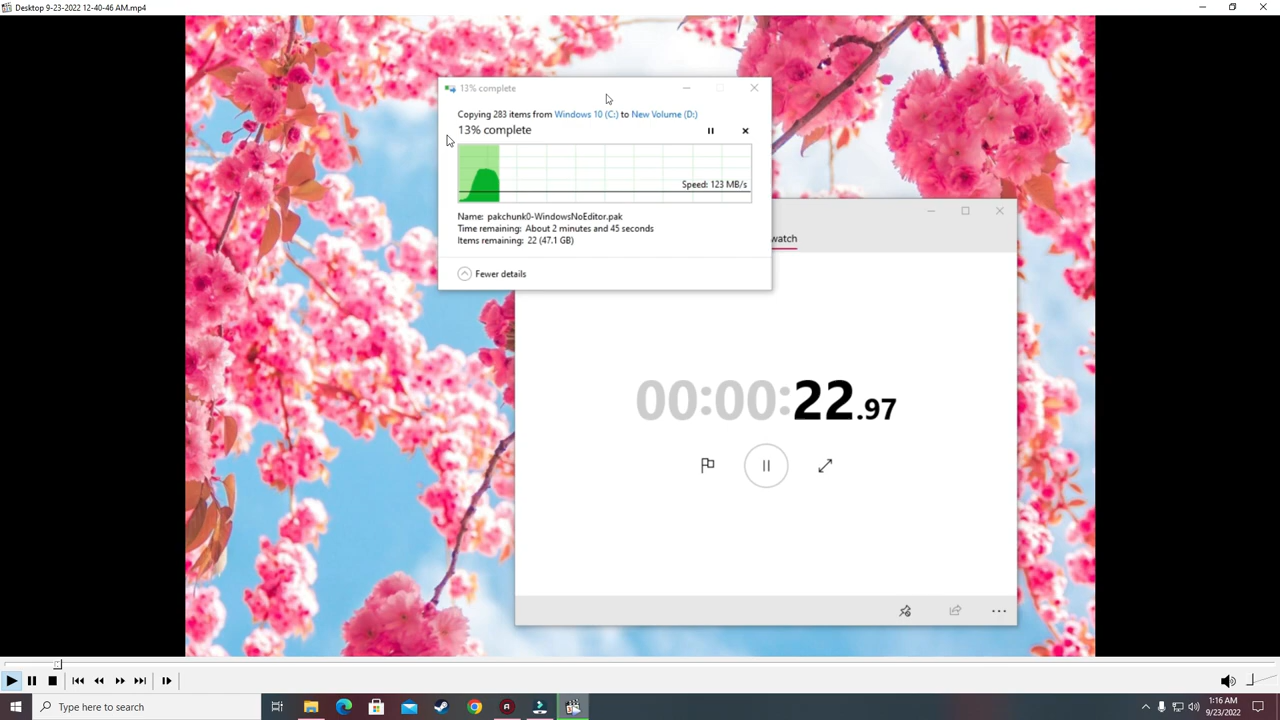 Desktop 9-23-2022 12-40-46 AM.mp4
13% complete
Copying 283 items from Windows 10 (C:) to New Volume (D:)
13% complete
Speed: 123 MB/s
Name: pakchunk0-WindowsNoEditor.pak
Time remaining: About 2 minutes and 45 seconds
Items remaining: 22 (47.1 GB)
Fewer details
watch
00:00:22.97
Type here to search
1:16 AM
9/23/2022